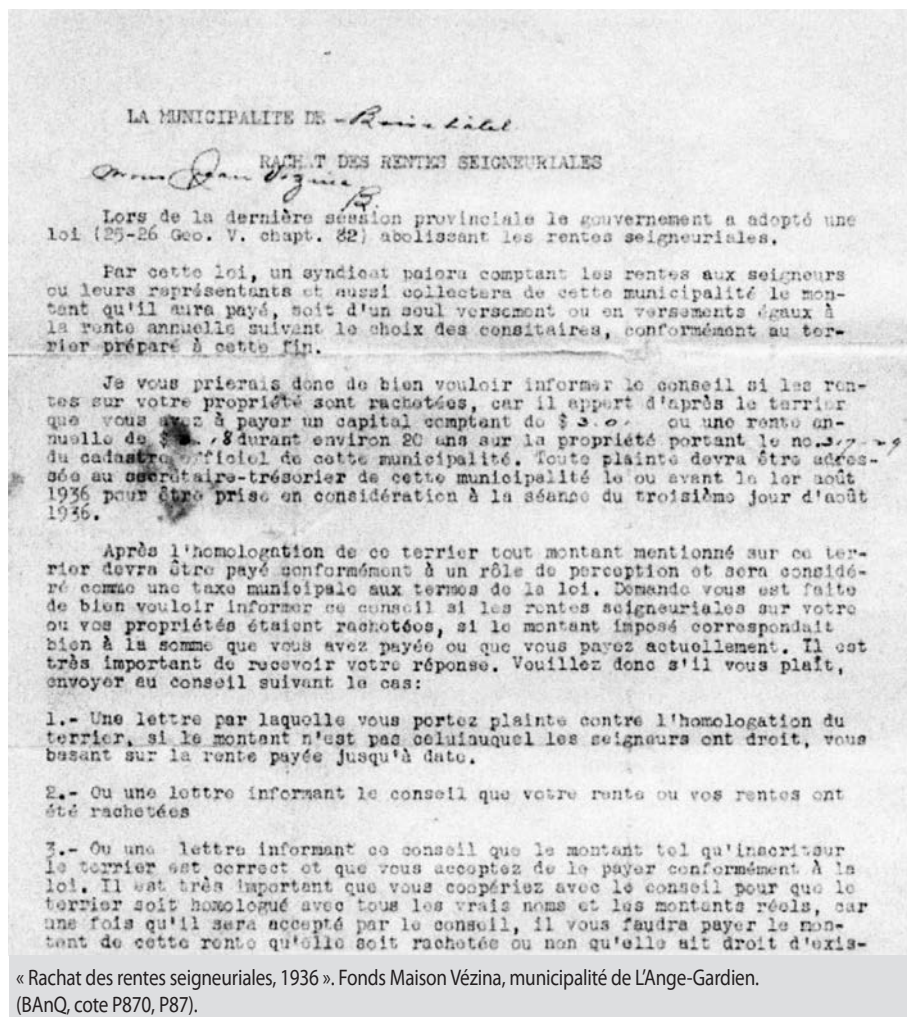 LA MUNICIPALITE DE - Boischâtel
RACHAT DES RENTES SEIGNEURIALES
Mons Jean Vézina
B.
Lors de la dernière session provinciale le gouvernement a adopté une
loi (25-26 Geo. V. chapt. 82) abolissant les rentes seigneuriales.
Par cette loi, un syndicat paiera comptant les rentes aux seigneurs
ou leurs représentants et aussi collectera de cette municipalité le mon-
tant qu'il aura payé, soit d'un seul versement ou en versements égaux à
la rente annuelle suivant le choix des censitaires, conformément au ter-
rier préparé à cette fin.
Je vous prierais donc de bien vouloir informer le conseil si les ren-
tes sur votre propriété sont rachetées, car il appert d'après le terrier
que vous avez à payer un capital comptant de $ ou une rente an-
nuelle de $ durant environ 20 ans sur la propriété portant le no.
du cadastre officiel de cette municipalité. Toute plainte devra être adres-
sée au secrétaire-trésorier de cette municipalité le ou avant le 1er août
1936 pour être prise en considération à la séance du troisième jour d'août
1936.
Après l'homologation de ce terrier tout montant mentionné sur ce ter-
rier devra être payé conformément à un rôle de perception et sera considé-
ré comme une taxe municipale aux termes de la loi. Demande vous est faite
de bien vouloir informer ce conseil si les rentes seigneuriales sur votre
ou vos propriétés étaient rachetées, si le montant imposé correspondait
bien à la somme que vous avez payée ou que vous payez actuellement. Il est
très important de recevoir votre réponse. Veuillez donc s'il vous plaît,
envoyer au conseil suivant le cas:
1.- Une lettre par laquelle vous portez plainte contre l'homologation du
terrier, si le montant n'est pas celuiauquel les seigneurs ont droit, vous
basant sur la rente payée jusqu'à date.
2.- Ou une lettre informant le conseil que votre rente ou vos rentes ont
été rachetées
3.- Ou une lettre informant ce conseil que le montant tel qu'inscritsur
le terrier est correct et que vous acceptez de le payer conformément à la
loi. Il est très important que vous coopériez avec le conseil pour que le
terrier soit homologué avec tous les vrais noms et les montants réels, car
une fois qu'il sera accepté par le conseil, il vous faudra payer le mon-
tant de cette rente qu'elle soit rachetée ou non qu'elle ait droit d'exis-
« Rachat des rentes seigneuriales, 1936 ». Fonds Maison Vézina, municipalité de L'Ange-Gardien.
(BAnQ, cote P870, P87).